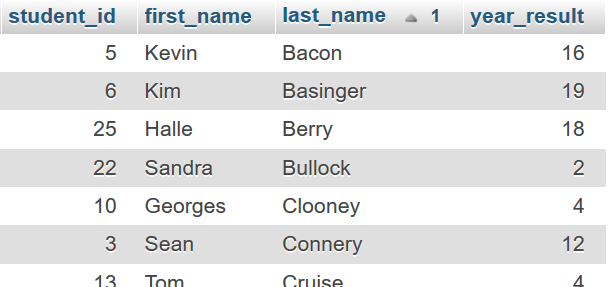 student_id first_name last_name 1 year_result
5 Kevin Bacon 16
6 Kim Basinger 19
25 Halle Berry 18
22 Sandra Bullock 2
10 Georges Clooney 4
3 Sean Connery 12
13 Tom Cruise 4